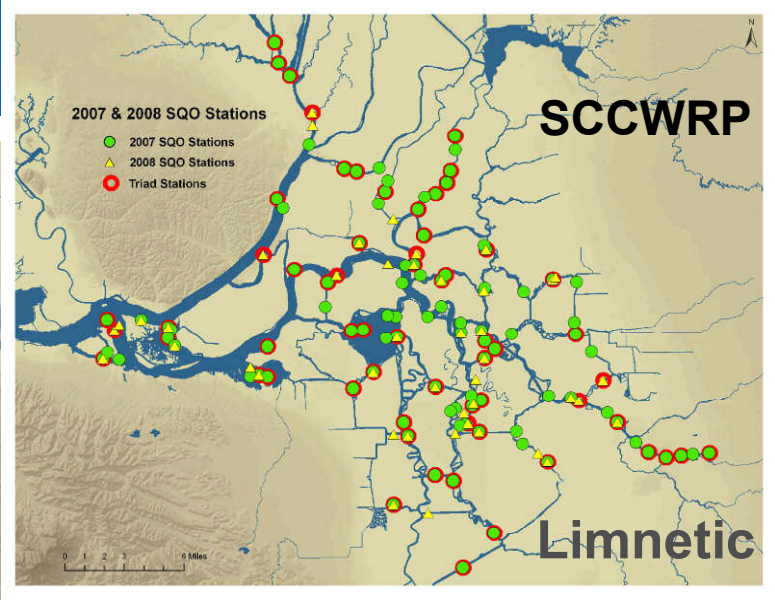 N
SCCWRP
2007 & 2008 SQO Stations
2007 SQO Stations
2008 SQO Stations
Triad Stations
Limnetic
0 1 2 3 6 Miles